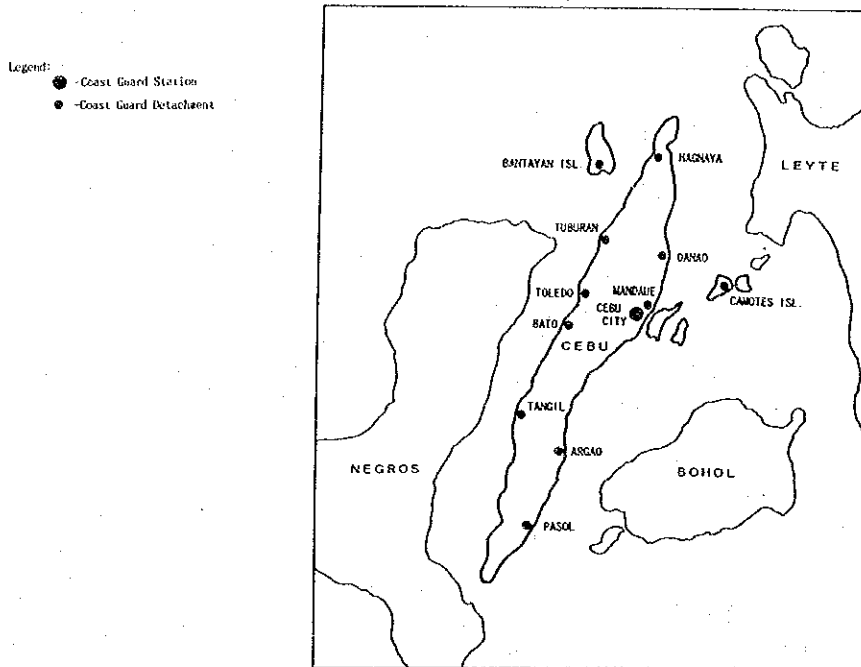 Legend:
-Coast Guard Station
-Coast Guard Detachment
BANTAYAN ISL.
HAGNAYA
LEYTE
TUBURAN
DANAO
TOLEDO
MANDAUE
CAMOTES ISL.
CEBU
CITY
BATO
CEBU
TANGIL
ARGAO
NEGROS
BOHOL
PASOL